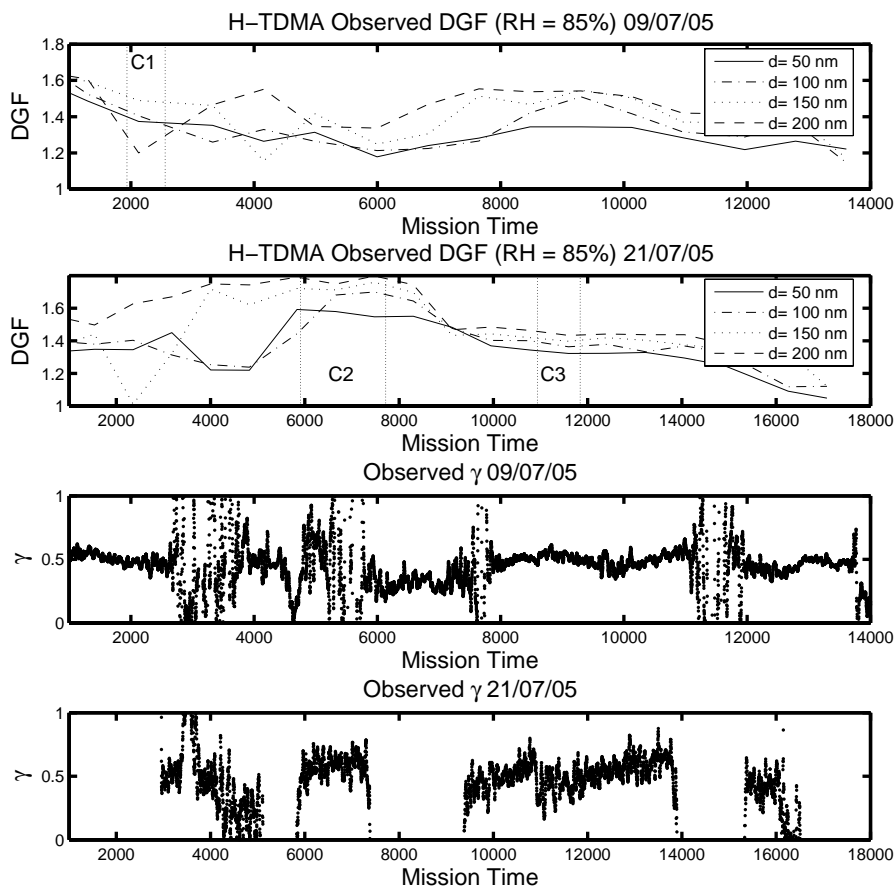 H−TDMA Observed DGF (RH = 85%) 09/07/05
1.8
1.6
1.4
1.2
1
DGF
C1
d= 50 nm
d= 100 nm
d= 150 nm
d= 200 nm
2000 4000 6000 8000 10000 12000 14000
Mission Time
H−TDMA Observed DGF (RH = 85%) 21/07/05
1.6
1.4
1.2
1
DGF
C2
C3
d= 50 nm
d= 100 nm
d= 150 nm
d= 200 nm
2000 4000 6000 8000 10000 12000 14000 16000 18000
Mission Time
Observed γ 09/07/05
1
0.5
0
γ
2000 4000 6000 8000 10000 12000 14000
Mission Time
Observed γ 21/07/05
1
0.5
0
γ
2000 4000 6000 8000 10000 12000 14000 16000 18000
Mission Time